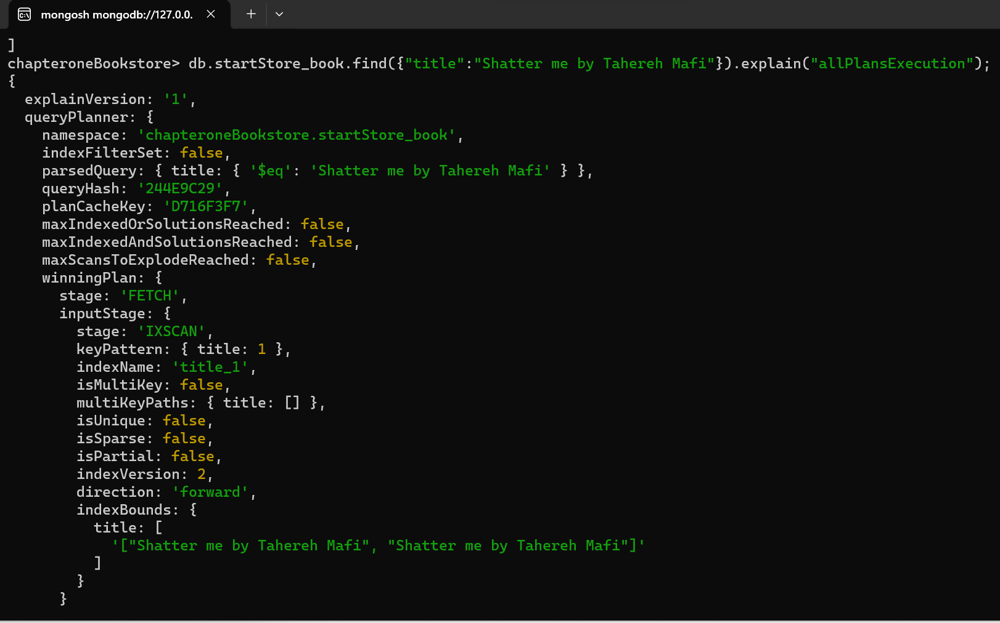 mongosh mongodb://127.0.0.
]
chapteroneBookstore> db.startStore_book.find({"title":"Shatter me by Tahereh Mafi"}).explain("allPlansExecution");
{
  explainVersion: '1',
  queryPlanner: {
    namespace: 'chapteroneBookstore.startStore_book',
    indexFilterSet: false,
    parsedQuery: { title: { '$eq': 'Shatter me by Tahereh Mafi' } },
    queryHash: '244E9C29',
    planCacheKey: 'D716F3F7',
    maxIndexedOrSolutionsReached: false,
    maxIndexedAndSolutionsReached: false,
    maxScansToExplodeReached: false,
    winningPlan: {
      stage: 'FETCH',
      inputStage: {
        stage: 'IXSCAN',
        keyPattern: { title: 1 },
        indexName: 'title_1',
        isMultiKey: false,
        multiKeyPaths: { title: [] },
        isUnique: false,
        isSparse: false,
        isPartial: false,
        indexVersion: 2,
        direction: 'forward',
        indexBounds: {
          title: [
            '["Shatter me by Tahereh Mafi", "Shatter me by Tahereh Mafi"]'
          ]
        }
      }